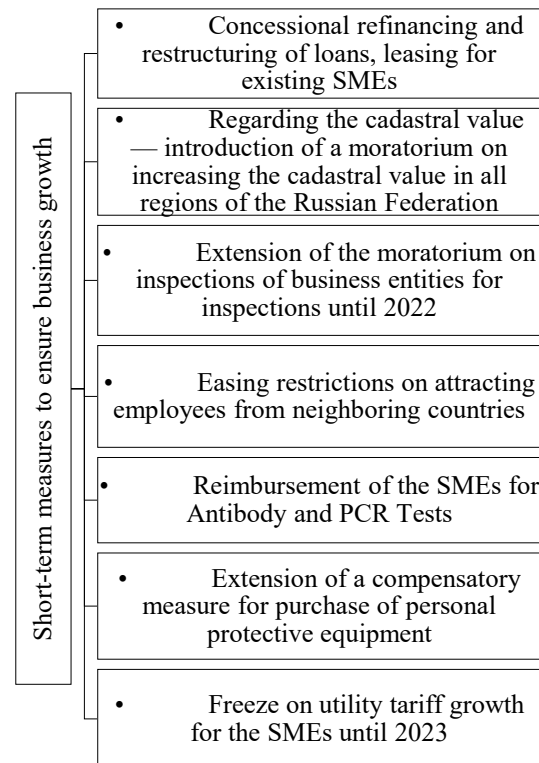 Short-term measures to ensure business growth
• Concessional refinancing and
restructuring of loans, leasing for
existing SMEs
• Regarding the cadastral value
— introduction of a moratorium on
increasing the cadastral value in all
regions of the Russian Federation
• Extension of the moratorium on
inspections of business entities for
inspections until 2022
• Easing restrictions on attracting
employees from neighboring countries
• Reimbursement of the SMEs for
Antibody and PCR Tests
• Extension of a compensatory
measure for purchase of personal
protective equipment
• Freeze on utility tariff growth
for the SMEs until 2023